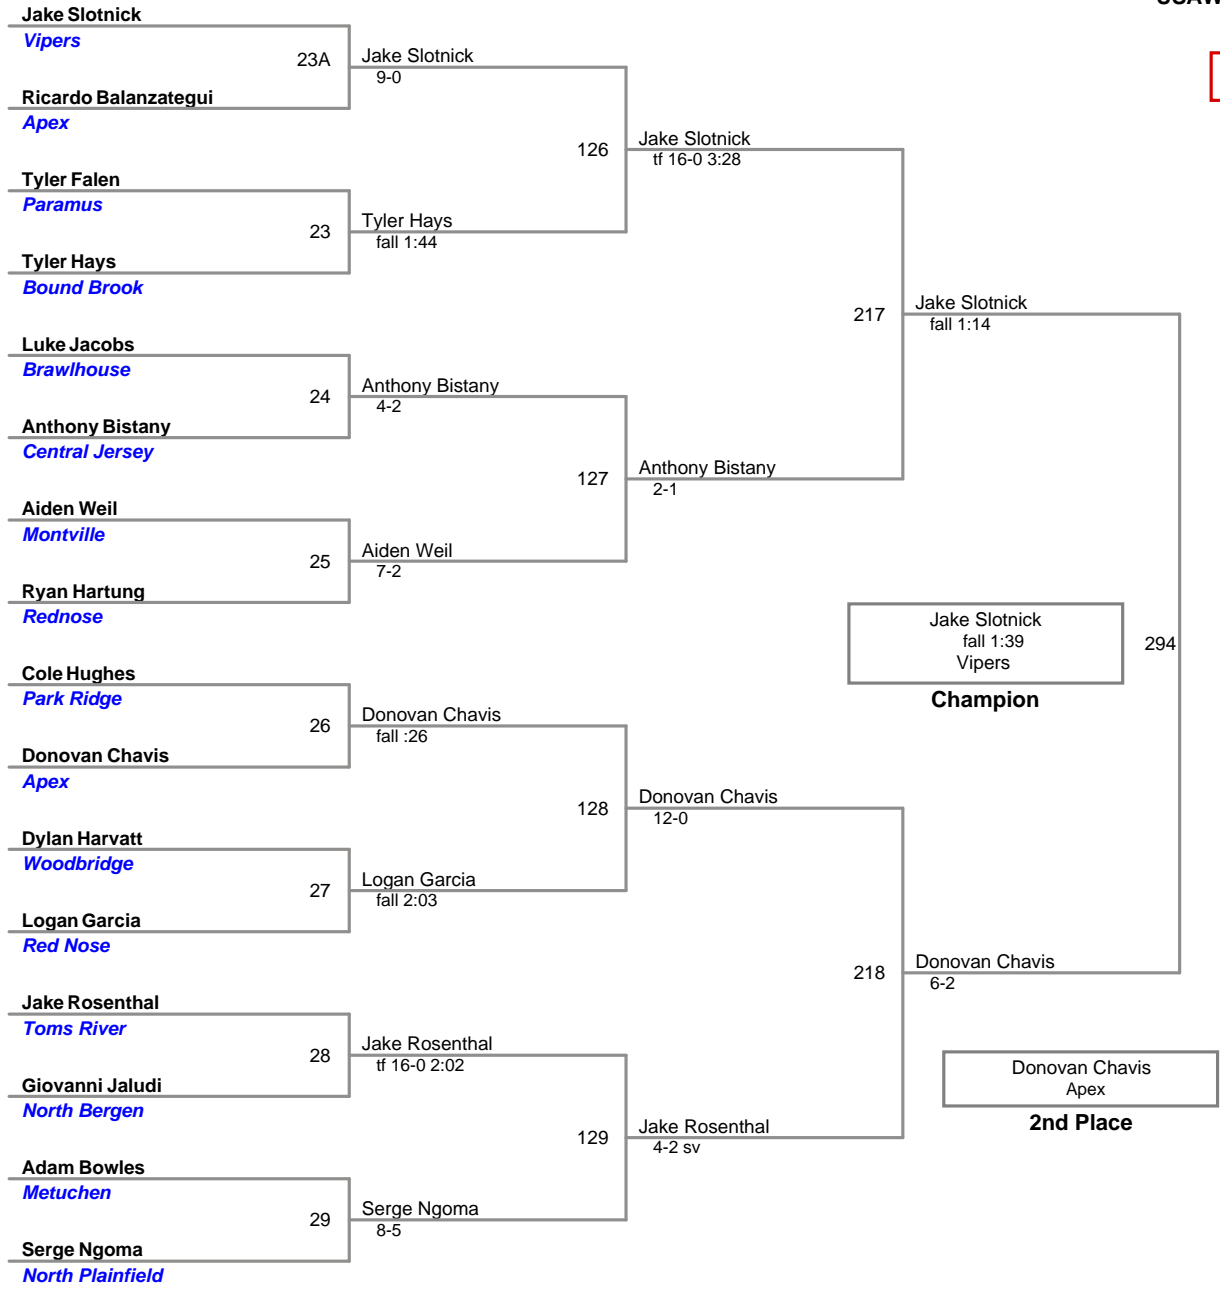 Jake Slotnick
Vipers
23A
Jake Slotnick
9-0
Ricardo Balanzategui
Apex
126
Jake Slotnick
tf 16-0 3:28
Tyler Falen
Paramus
23
Tyler Hays
fall 1:44
Tyler Hays
Bound Brook
217
Jake Slotnick
fall 1:14
Luke Jacobs
Brawlhouse
24
Anthony Bistany
4-2
Anthony Bistany
Central Jersey
127
Anthony Bistany
2-1
Aiden Weil
Montville
25
Aiden Weil
7-2
Ryan Hartung
Rednose
Jake Slotnick
fall 1:39
Vipers
Champion
294
Cole Hughes
Park Ridge
26
Donovan Chavis
fall :26
Donovan Chavis
Apex
128
Donovan Chavis
12-0
Dylan Harvatt
Woodbridge
27
Logan Garcia
fall 2:03
Logan Garcia
Red Nose
218
Donovan Chavis
6-2
Jake Rosenthal
Toms River
28
Jake Rosenthal
tf 16-0 2:02
Giovanni Jaludi
North Bergen
Donovan Chavis
Apex
2nd Place
129
Jake Rosenthal
4-2 sv
Adam Bowles
Metuchen
29
Serge Ngoma
8-5
Serge Ngoma
North Plainfield